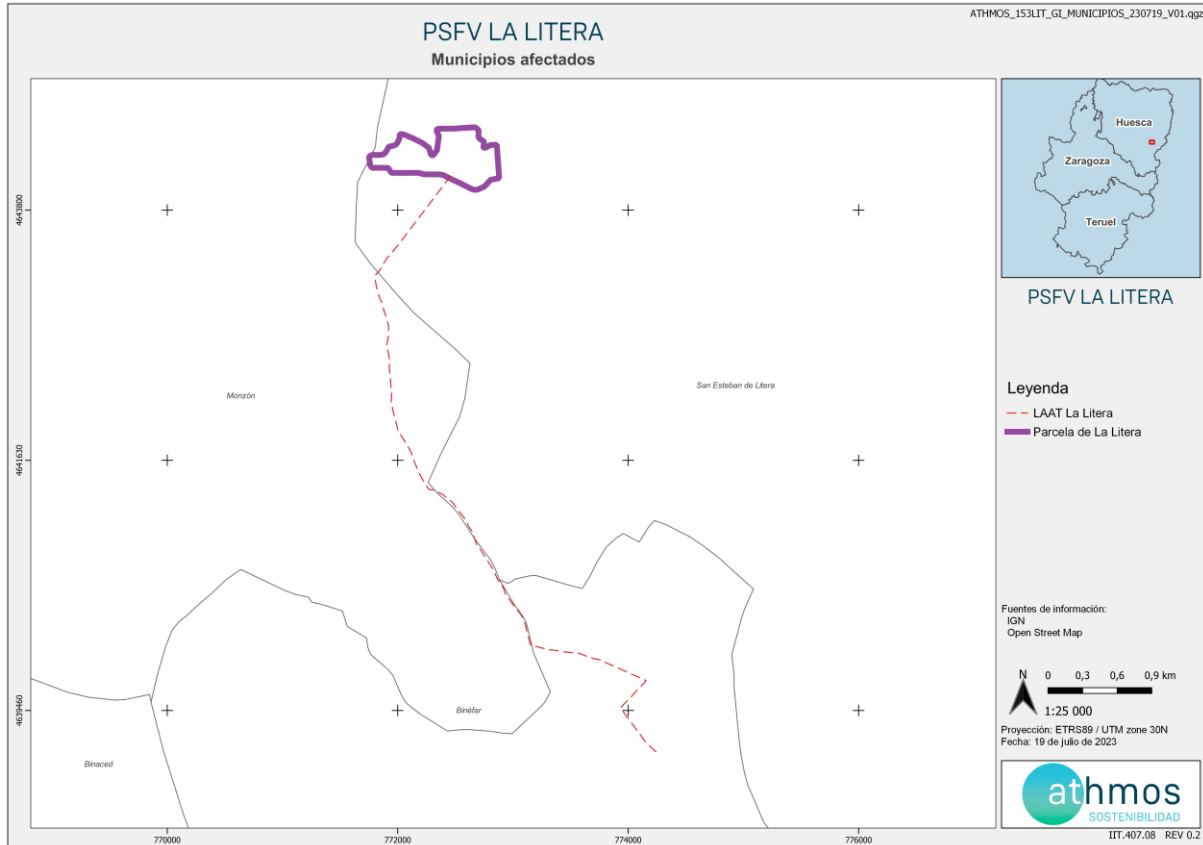 ATHMOS_153LIT_GI_MUNICIPIOS_230719_V01.qgz
PSFV LA LITERA
Municipios afectados
Huesca
Zaragoza
Teruel
PSFV LA LITERA
4643800
Monzón
San Esteban de Litera
Leyenda
LAAT La Litera
Parcela de La Litera
4641630
Fuentes de información:
IGN
Open Street Map
N
0 0,3 0,6 0,9 km
1:25 000
Proyección: ETRS89 / UTM zone 30N
Fecha: 19 de julio de 2023
4639460
Binéfar
Binaced
athmos
SOSTENIBILIDAD
770000 772000 774000 776000
IIT.407.08 REV 0.2